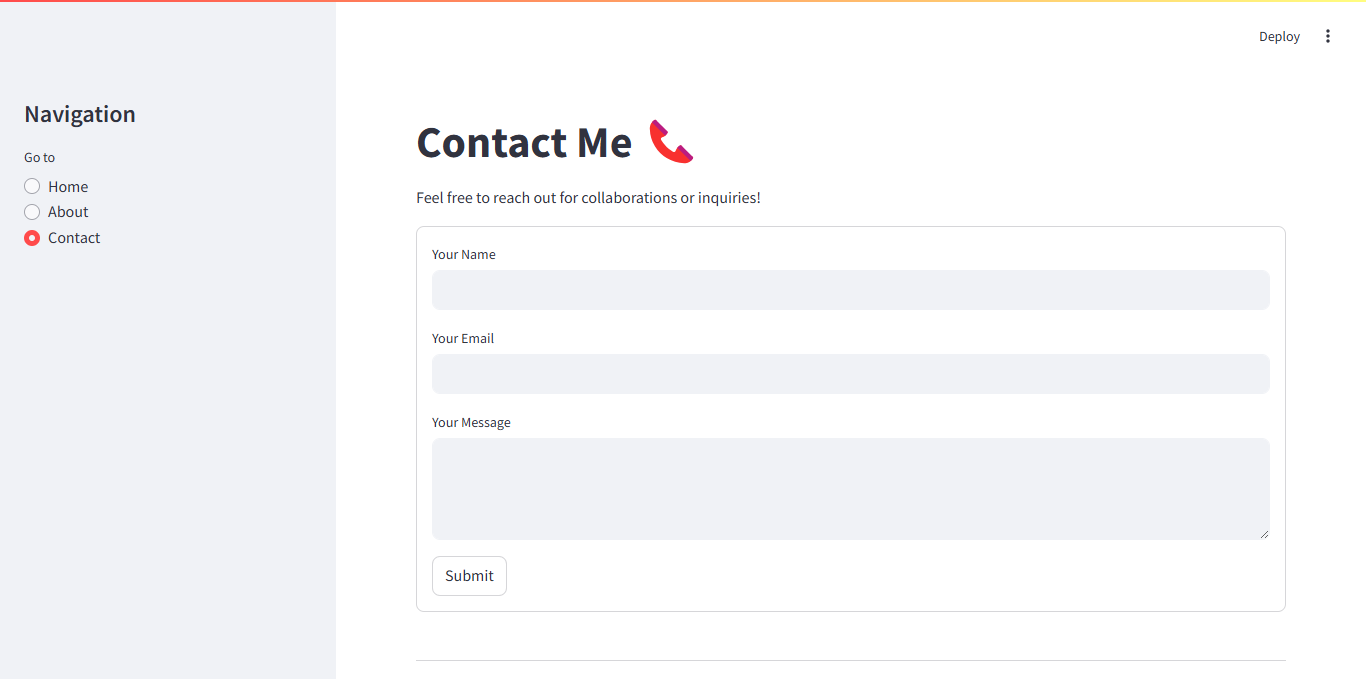 Deploy
Navigation
Go to
Home
About
Contact
Contact Me 📞
Feel free to reach out for collaborations or inquiries!
Your Name
Your Email
Your Message
Submit